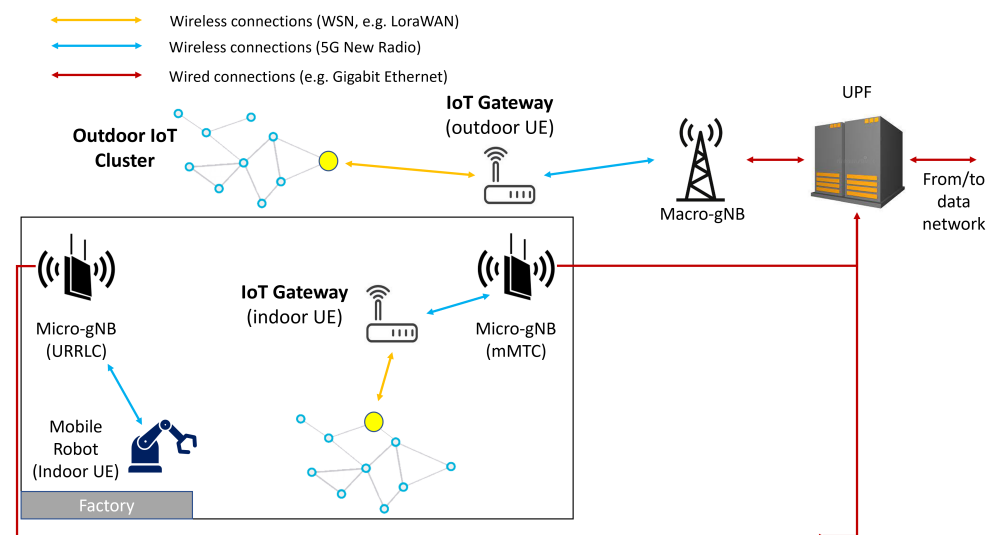 Wireless connections (WSN, e.g. LoraWAN)
Wireless connections (5G New Radio)
Wired connections (e.g. Gigabit Ethernet)
Outdoor IoT
Cluster
IoT Gateway
(outdoor UE)
Macro-gNB
UPF
From/to
data
network
Micro-gNB
(URRLC)
IoT Gateway
(indoor UE)
Micro-gNB
(mMTC)
Mobile
Robot
(Indoor UE)
Factory